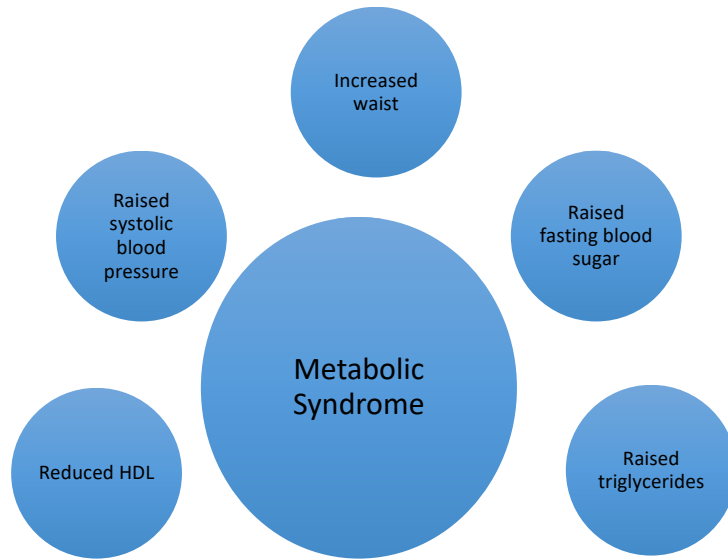 Increased
waist
Raised
systolic
blood
pressure
Raised
fasting blood
sugar
Metabolic
Syndrome
Reduced HDL
Raised
triglycerides